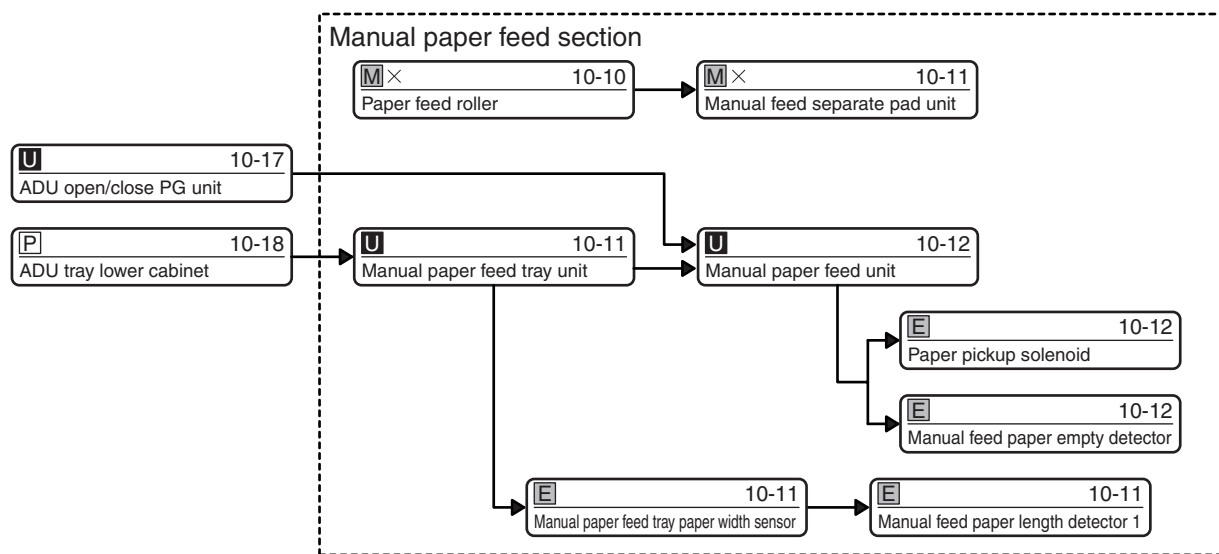 Manual paper feed section
M× 10-10
Paper feed roller
M× 10-11
Manual feed separate pad unit
U 10-17
ADU open/close PG unit
P 10-18
ADU tray lower cabinet
U 10-11
Manual paper feed tray unit
U 10-12
Manual paper feed unit
E 10-12
Paper pickup solenoid
E 10-12
Manual feed paper empty detector
E 10-11
Manual paper feed tray paper width sensor
E 10-11
Manual feed paper length detector 1